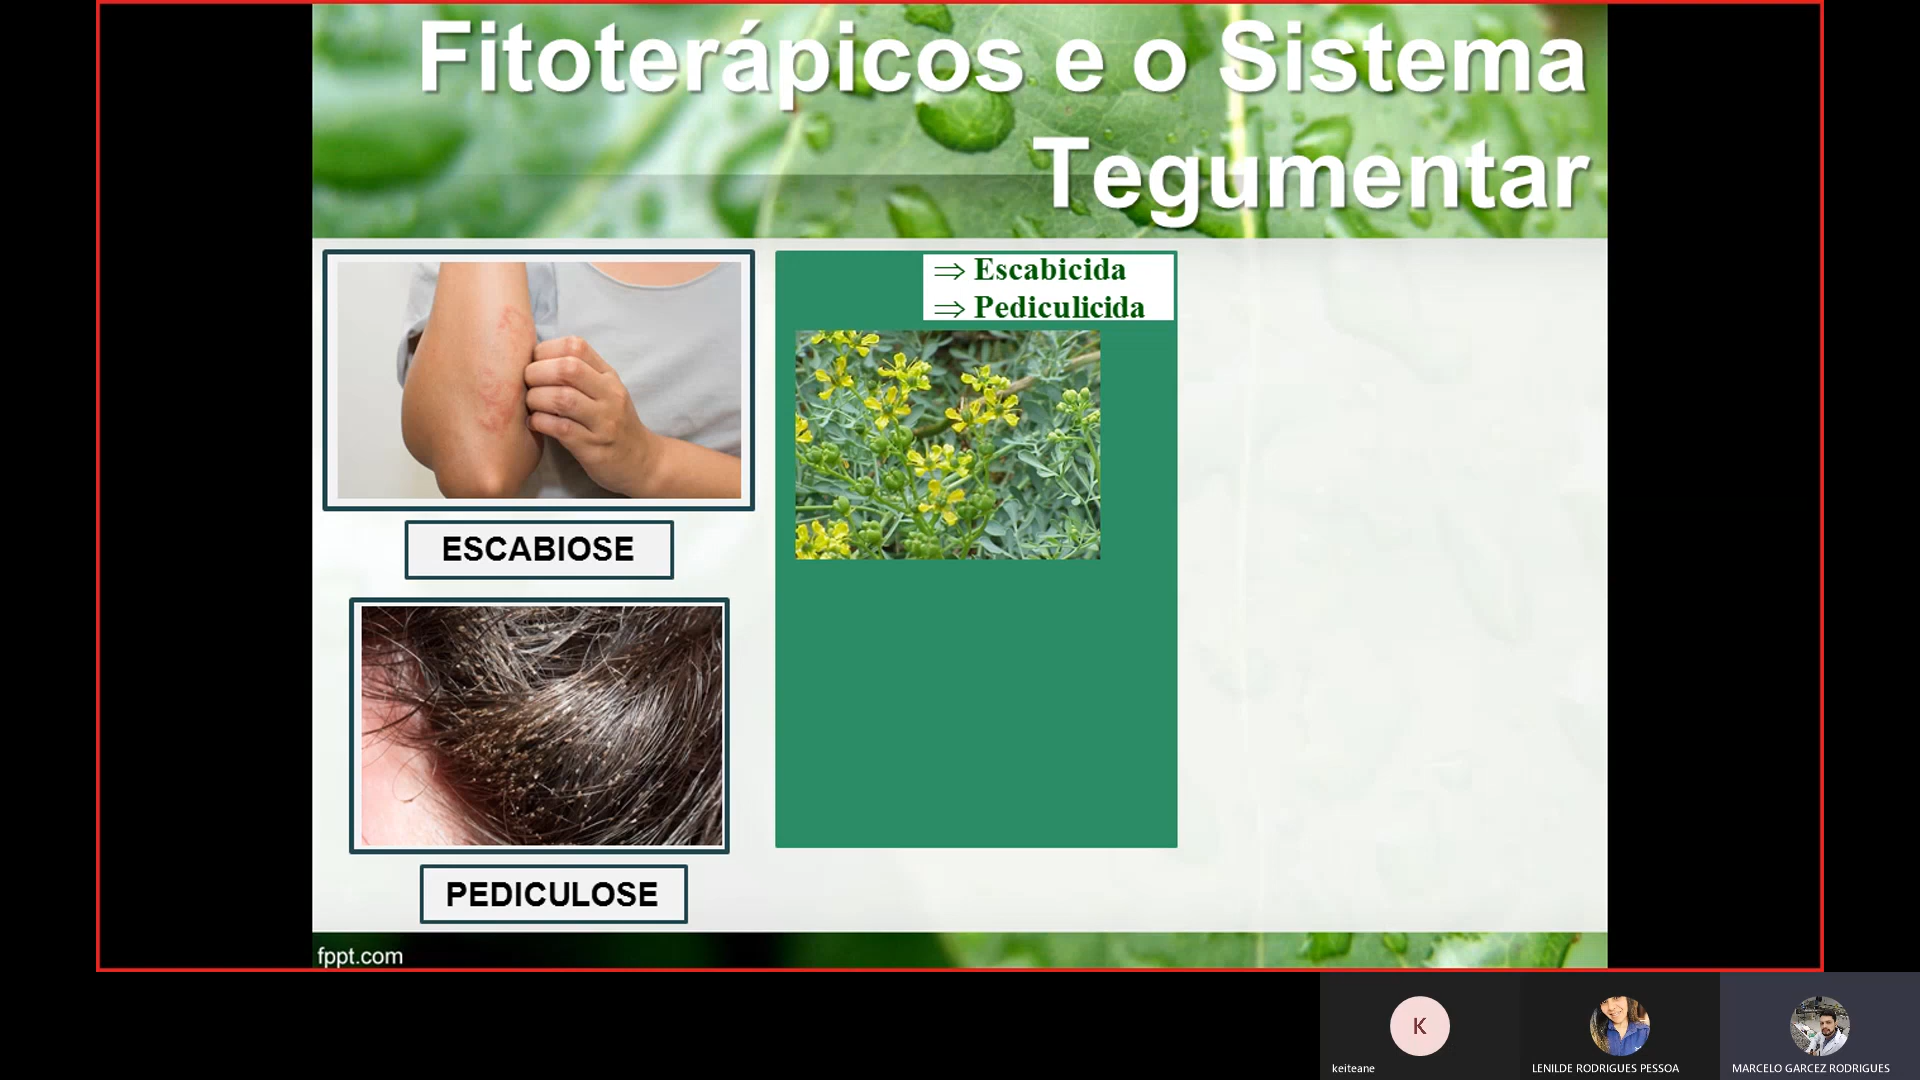 Fitoterápicos e o Sistema
Tegumentar
⇒ Escabicida
⇒ Pediculicida
ESCABIOSE
PEDICULOSE
fppt.com
K
keiteane
LENILDE RODRIGUES PESSOA
MARCELO GARCEZ RODRIGUES